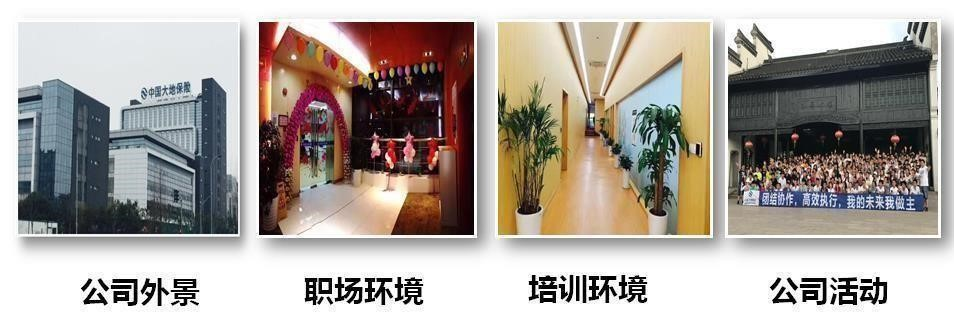 中国大地保险
团结协作，高效执行，我的未来我做主
公司外景
职场环境
培训环境
公司活动